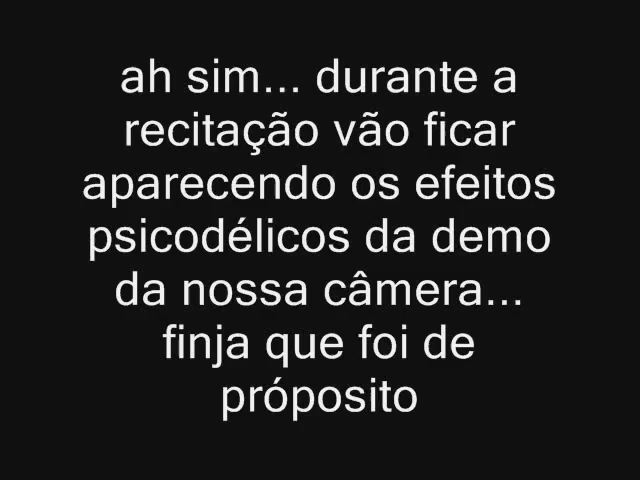 ah sim... durante a
recitação vão ficar
aparecendo os efeitos
psicodélicos da demo
da nossa câmera...
finja que foi de
próposito